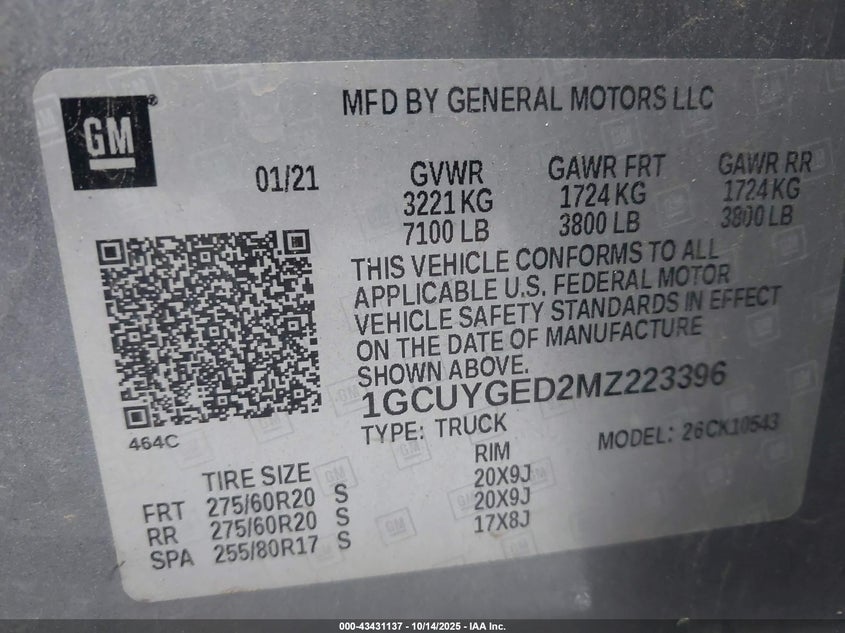 GM
MFD BY GENERAL MOTORS LLC
01/21
GVWR GAWR FRT GAWR RR
3221 KG 1724 KG 1724 KG
7100 LB 3800 LB 3800 LB
THIS VEHICLE CONFORMS TO ALL
APPLICABLE U.S. FEDERAL MOTOR
VEHICLE SAFETY STANDARDS IN EFFECT
ON THE DATE OF MANUFACTURE
SHOWN ABOVE.
1GCUYGED2MZ223396
TYPE: TRUCK MODEL: 26CK10543
464C
TIRE SIZE RIM
FRT 275/60R20 S 20X9J
RR 275/60R20 S 20X9J
SPA 255/80R17 S 17X8J
000-43431137 - 10/14/2025 - IAA Inc.